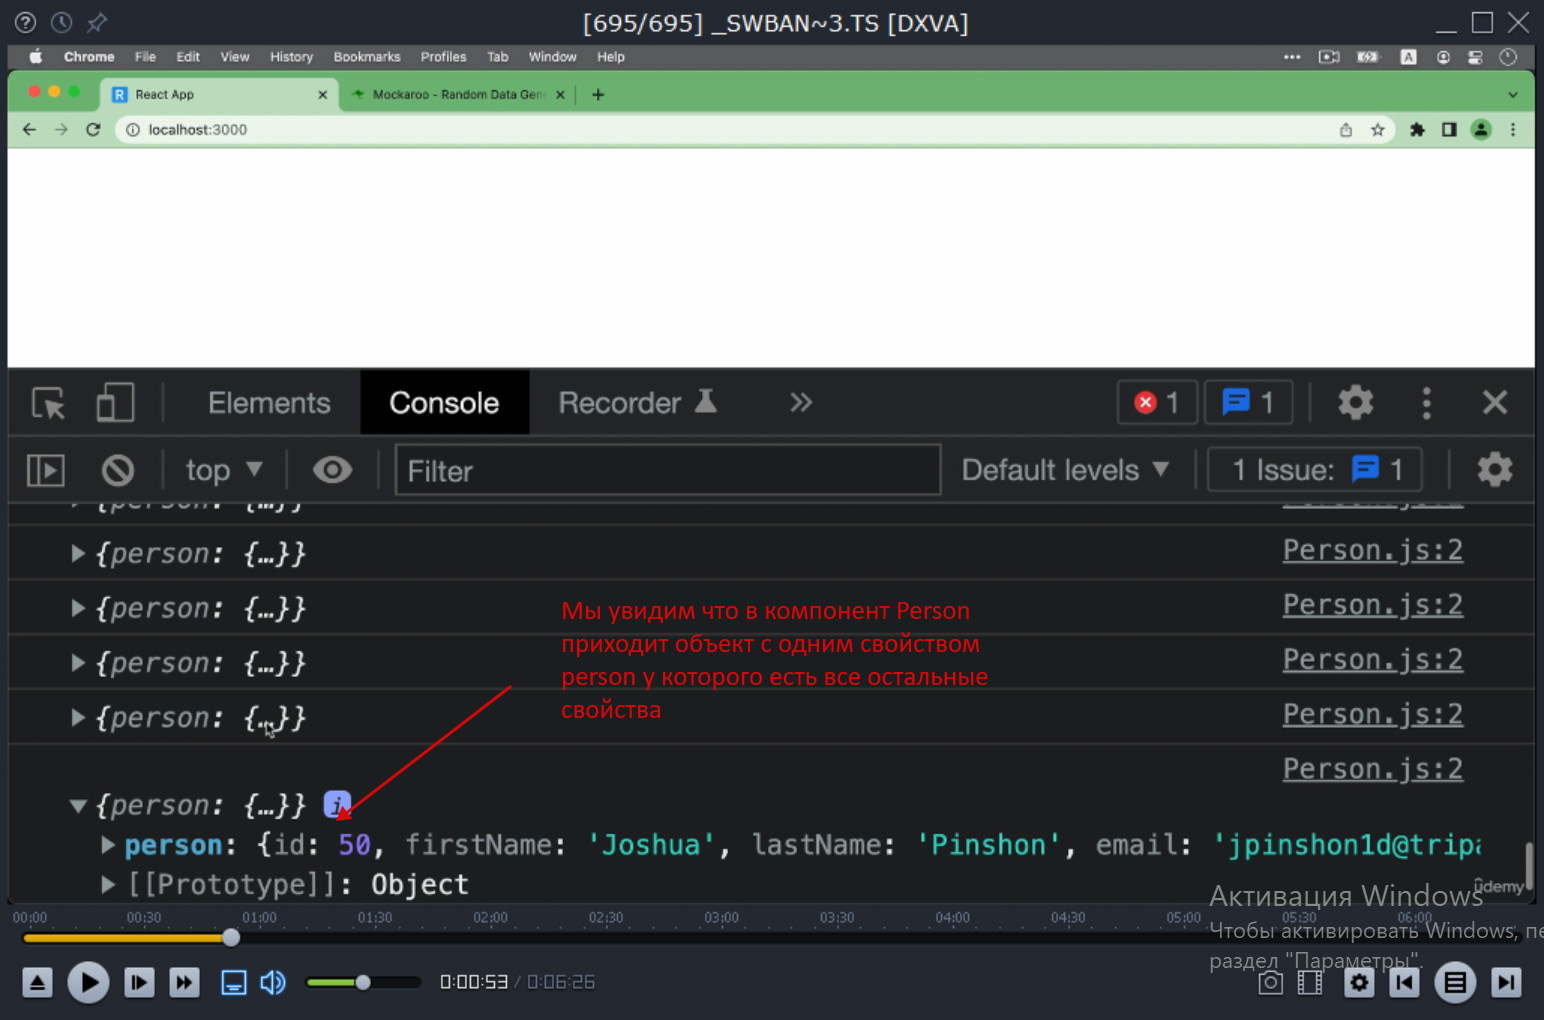 [695/695] _SWBAN~3.TS [DXVA]
Chrome File Edit View History Bookmarks Profiles Tab Window Help
React App Mockaroo - Random Data Gen
localhost:3000
Elements Console Recorder 1 1
top Filter Default levels 1 Issue: 1
{person: {…}} Person.js:2
{person: {…}} Person.js:2
{person: {…}} Person.js:2
{person: {…}} Person.js:2
{person: {…}} Person.js:2
Мы увидим что в компонент Person
приходит объект с одним свойством
person у которого есть все остальные
свойства
Person.js:2
{person: {…}} i
person: {id: 50, firstName: 'Joshua', lastName: 'Pinshon', email: 'jpinshon1d@tripa
[[Prototype]]: Object
ûdemy
Активация Windows
00:00 00:30 01:00 01:30 02:00 02:30 03:00 03:30 04:00 04:30 05:00 05:30 06:00
Чтобы активировать Windows, пе
раздел "Параметры".
0:00:53 / 0:06:26